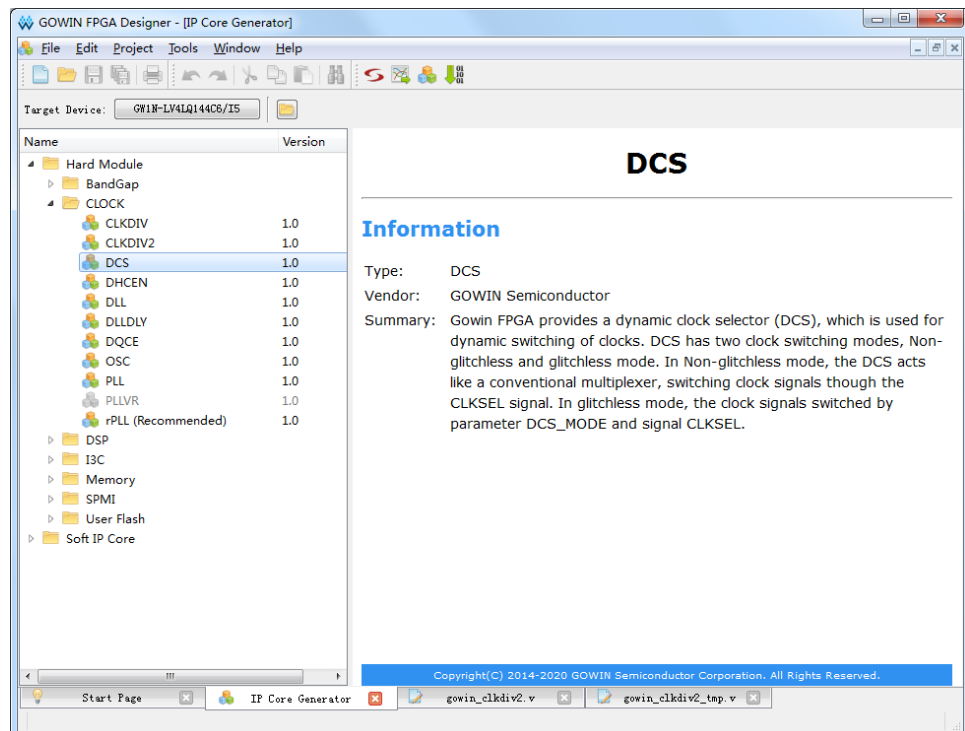 GOWIN FPGA Designer - [IP Core Generator]
File Edit Project Tools Window Help
Target Device: GW1N-LV4LQ144C6/I5
Name Version
Hard Module
BandGap
CLOCK
CLKDIV 1.0
CLKDIV2 1.0
DCS 1.0
DHCEN 1.0
DLL 1.0
DLLDLY 1.0
DQCE 1.0
OSC 1.0
PLL 1.0
PLLVR 1.0
rPLL (Recommended) 1.0
DSP
I3C
Memory
SPMI
User Flash
Soft IP Core
DCS
Information
Type: DCS
Vendor: GOWIN Semiconductor
Summary: Gowin FPGA provides a dynamic clock selector (DCS), which is used for
dynamic switching of clocks. DCS has two clock switching modes, Non-
glitchless and glitchless mode. In Non-glitchless mode, the DCS acts
like a conventional multiplexer, switching clock signals though the
CLKSEL signal. In glitchless mode, the clock signals switched by
parameter DCS_MODE and signal CLKSEL.
Copyright(C) 2014-2020 GOWIN Semiconductor Corporation. All Rights Reserved.
Start Page IP Core Generator gowin_clkdiv2.v gowin_clkdiv2_tmp.v